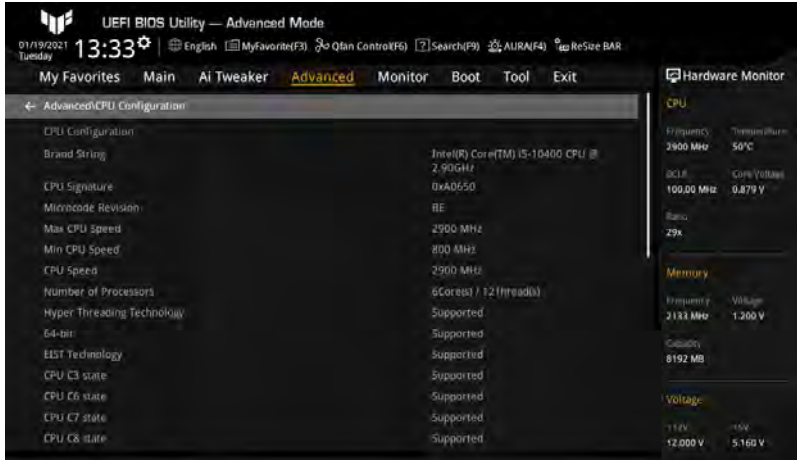 UEFI BIOS Utility — Advanced Mode
01/19/2021 Tuesday 13:33 English MyFavorite(F3) Qfan Control(F6) ? Search(F9) AURA(F4) ReSize BAR
My Favorites Main Ai Tweaker Advanced Monitor Boot Tool Exit
Hardware Monitor
← Advanced\CPU Configuration
CPU Configuration
Brand String Intel(R) Core(TM) i5-10400 CPU @ 2.90GHz
CPU Signature 0xA0650
Microcode Revision BE
Max CPU Speed 2900 MHz
Min CPU Speed 800 MHz
CPU Speed 2900 MHz
Number of Processors 6Core(s) / 12Thread(s)
Hyper Threading Technology Supported
64-bit Supported
EIST Technology Supported
CPU C3 state Supported
CPU C6 state Supported
CPU C7 state Supported
CPU C8 state Supported
CPU
Frequency Temperature
2900 MHz 50°C
BCLK Core Voltage
100.00 MHz 0.879 V
Ratio
29x
Memory
Frequency Voltage
2133 MHz 1.200 V
Capacity
8192 MB
Voltage
+12V +5V
12.000 V 5.160 V